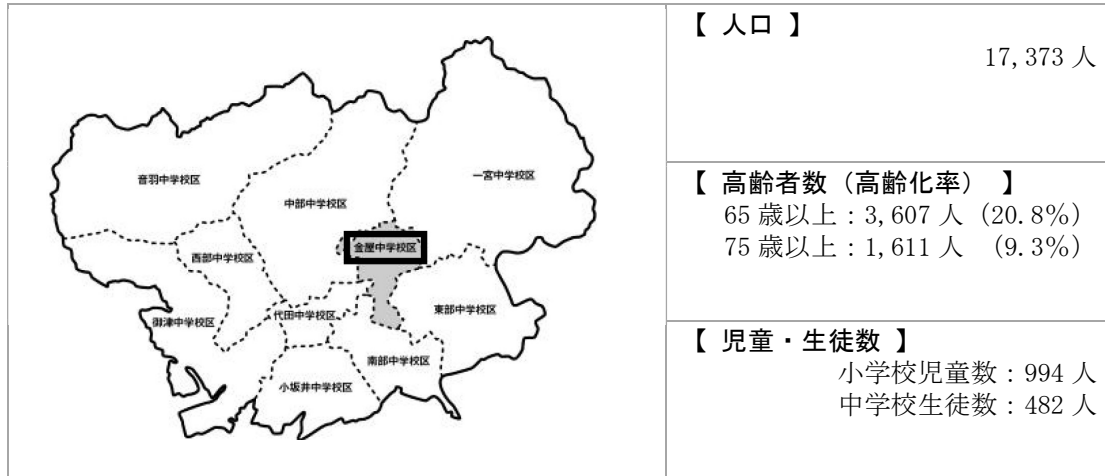 音羽中学校区
一宮中学校区
中部中学校区
金屋中学校区
西部中学校区
東部中学校区
御津中学校区
代田中学校区
南部中学校区
小坂井中学校区
【 人口 】
17,373 人
【 高齢者数（高齢化率） 】
65 歳以上：3,607 人（20.8%）
75 歳以上：1,611 人 （9.3%）
【 児童・生徒数 】
小学校児童数：994 人
中学校生徒数：482 人